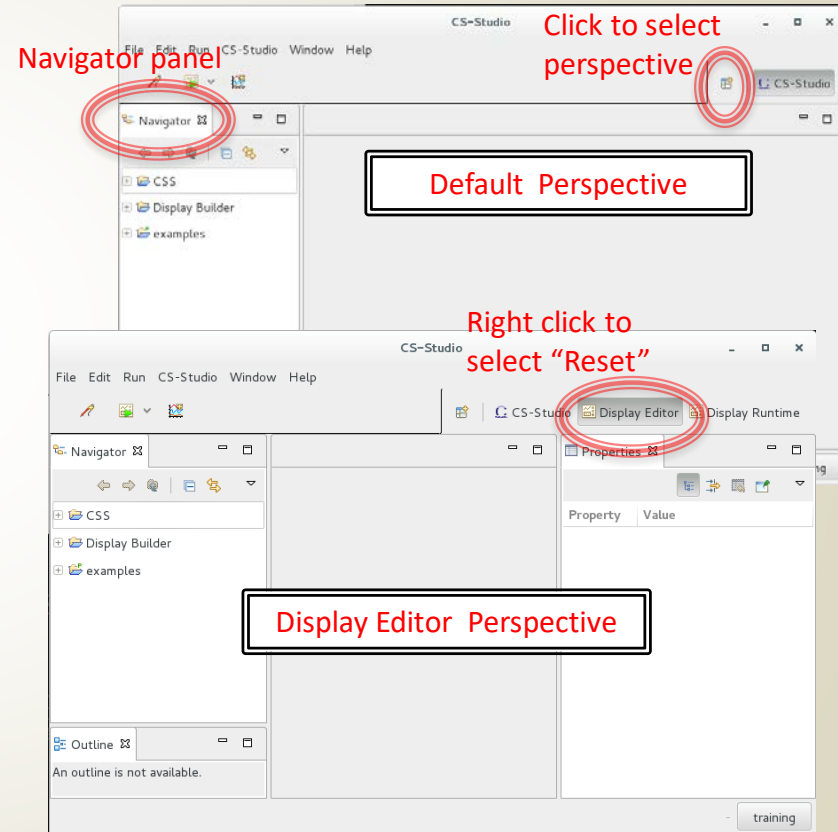 CS-Studio
Click to select
perspective
File Edit Run CS-Studio Window Help
Navigator panel
CS-Studio
Navigator
CSS
Display Builder
examples
Default Perspective
Right click to
select “Reset”
CS-Studio
File Edit Run CS-Studio Window Help
CS-Studio Display Editor Display Runtime
Navigator
Properties
ng
CSS
Property Value
Display Builder
examples
Display Editor Perspective
Outline
An outline is not available.
training